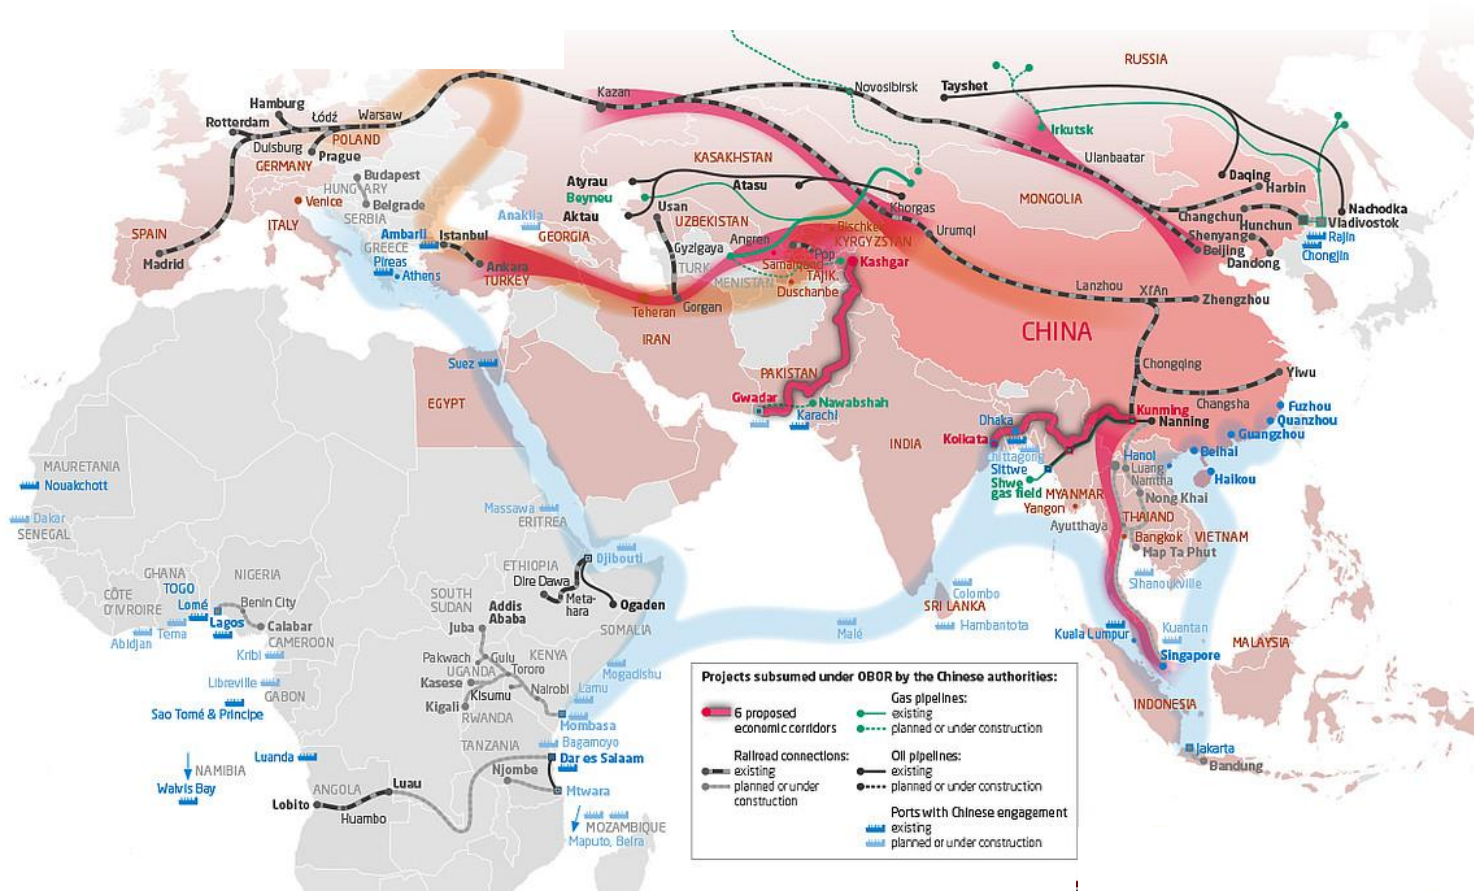 RUSSIA
Kazan
Novosibirsk
Tayshet
Hamburg
Rotterdam
Łódź
Warsaw
Irkutsk
Duisburg
POLAND
Prague
GERMANY
KASAKHSTAN
Ulanbaatar
Budapest
HUNGARY
Atyrau
Atasu
Beyneu
Daqing
Harbin
Venice
Belgrade
SERBIA
MONGOLIA
Usan
Khorgas
Aktau
UZBEKISTAN
Anaklia
GEORGIA
Changchun
Hunchun
Nachodka
Vladivostok
SPAIN
ITALY
Ambarli
Istanbul
Bischkek
Urumqi
Shenyang
Rajin
GREECE
Angren
KYRGYZSTAN
Gyzlgaya
Pop
Beijing
Chongjin
Madrid
Pireas
Athens
Ankara
TURKEY
TURK
MENISTAN
Samarquand
TAJIK.
Kashgar
Dandong
Duschanbe
Lanzhou
Xi'An
Zhengzhou
Teheran
Gorgan
IRAN
CHINA
Suez
Chongqing
PAKISTAN
Yiwu
EGYPT
Gwadar
Nawabshah
Karachi
Changsha
Fuzhou
Quanzhou
Kunming
Nanning
Dhaka
Kolkata
INDIA
Guangzhou
Chittagong
Hanoi
Beihai
MAURETANIA
Nouakchott
Sittwe
Luang
Namtha
Haikou
Shwe
gas field
MYANMAR
Nong Khai
Yangon
Massawa
ERITREA
Dakar
SENEGAL
Ayutthaya
THAILAND
Bangkok
VIETNAM
Map Ta Phut
Djibouti
ETHIOPIA
GHANA
NIGERIA
TOGO
Dire Dawa
Sihanoukville
CÔTE
D'IVROIRE
Lomé
Benin City
SOUTH
SUDAN
Meta-
hara
Ogaden
Colombo
SRI LANKA
Addis
Ababa
Lagos
Calabar
Tema
Abidjan
CAMEROON
Juba
SOMALIA
Malé
Hambantota
Kuala Lumpur
Kuantan
MALAYSIA
Kribi
Pakwach
Gulu
KENYA
UGANDA
Tororo
Mogadishu
Singapore
Libreville
GABON
Kasese
Kisumu
Nairobi
Lamu
Kigali
RWANDA
Mombasa
INDONESIA
Sao Tomé & Principe
TANZANIA
Bagamoyo
Dar es Salaam
Jakarta
Bandung
Luanda
Njombe
NAMIBIA
Walvis Bay
ANGOLA
Luau
Mtwara
Lobito
Huambo
MOZAMBIQUE
Maputo, Beira
Projects subsumed under OBOR by the Chinese authorities:
6 proposed
economic corridors
Gas pipelines:
existing
planned or under construction
Railroad connections:
existing
planned or under
construction
Oil pipelines:
existing
planned or under construction
Ports with Chinese engagement
existing
planned or under construction